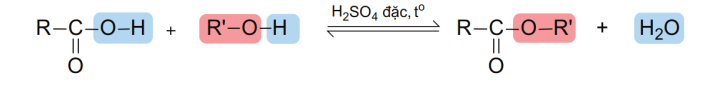 R–C–O–H + R'–O–H H₂SO₄ đặc, tº R–C–O–R' + H₂O
O O